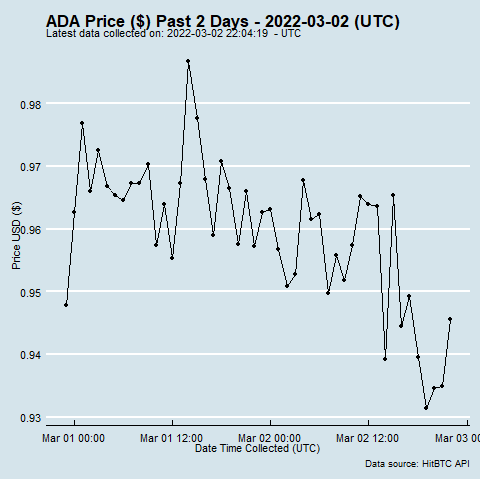 ADA Price ($) Past 2 Days - 2022-03-02 (UTC)
Latest data collected on: 2022-03-02 22:04:19 - UTC
Price USD ($)
0.98
0.97
0.96
0.95
0.94
0.93
Mar 01 00:00 Mar 01 12:00 Mar 02 00:00 Mar 02 12:00 Mar 03 0
Date Time Collected (UTC)
Data source: HitBTC API